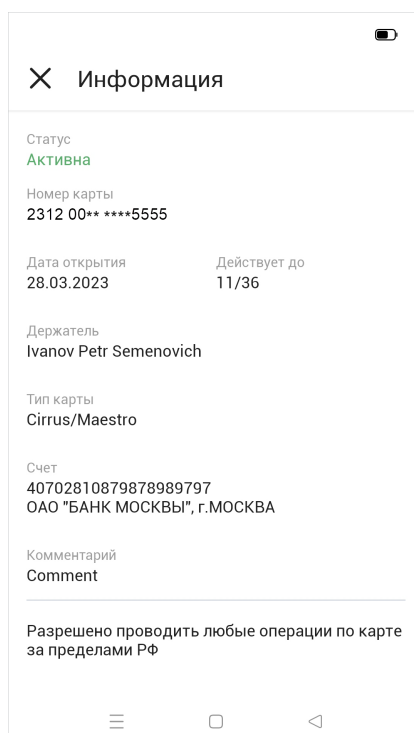 Информация
Статус
Активна
Номер карты
2312 00** ****5555
Дата открытия
Действует до
28.03.2023
11/36
Держатель
Ivanov Petr Semenovich
Тип карты
Cirrus/Maestro
Счет
40702810879878989797
ОАО "БАНК МОСКВЫ", г.МОСКВА
Комментарий
Comment
Разрешено проводить любые операции по карте
за пределами РФ